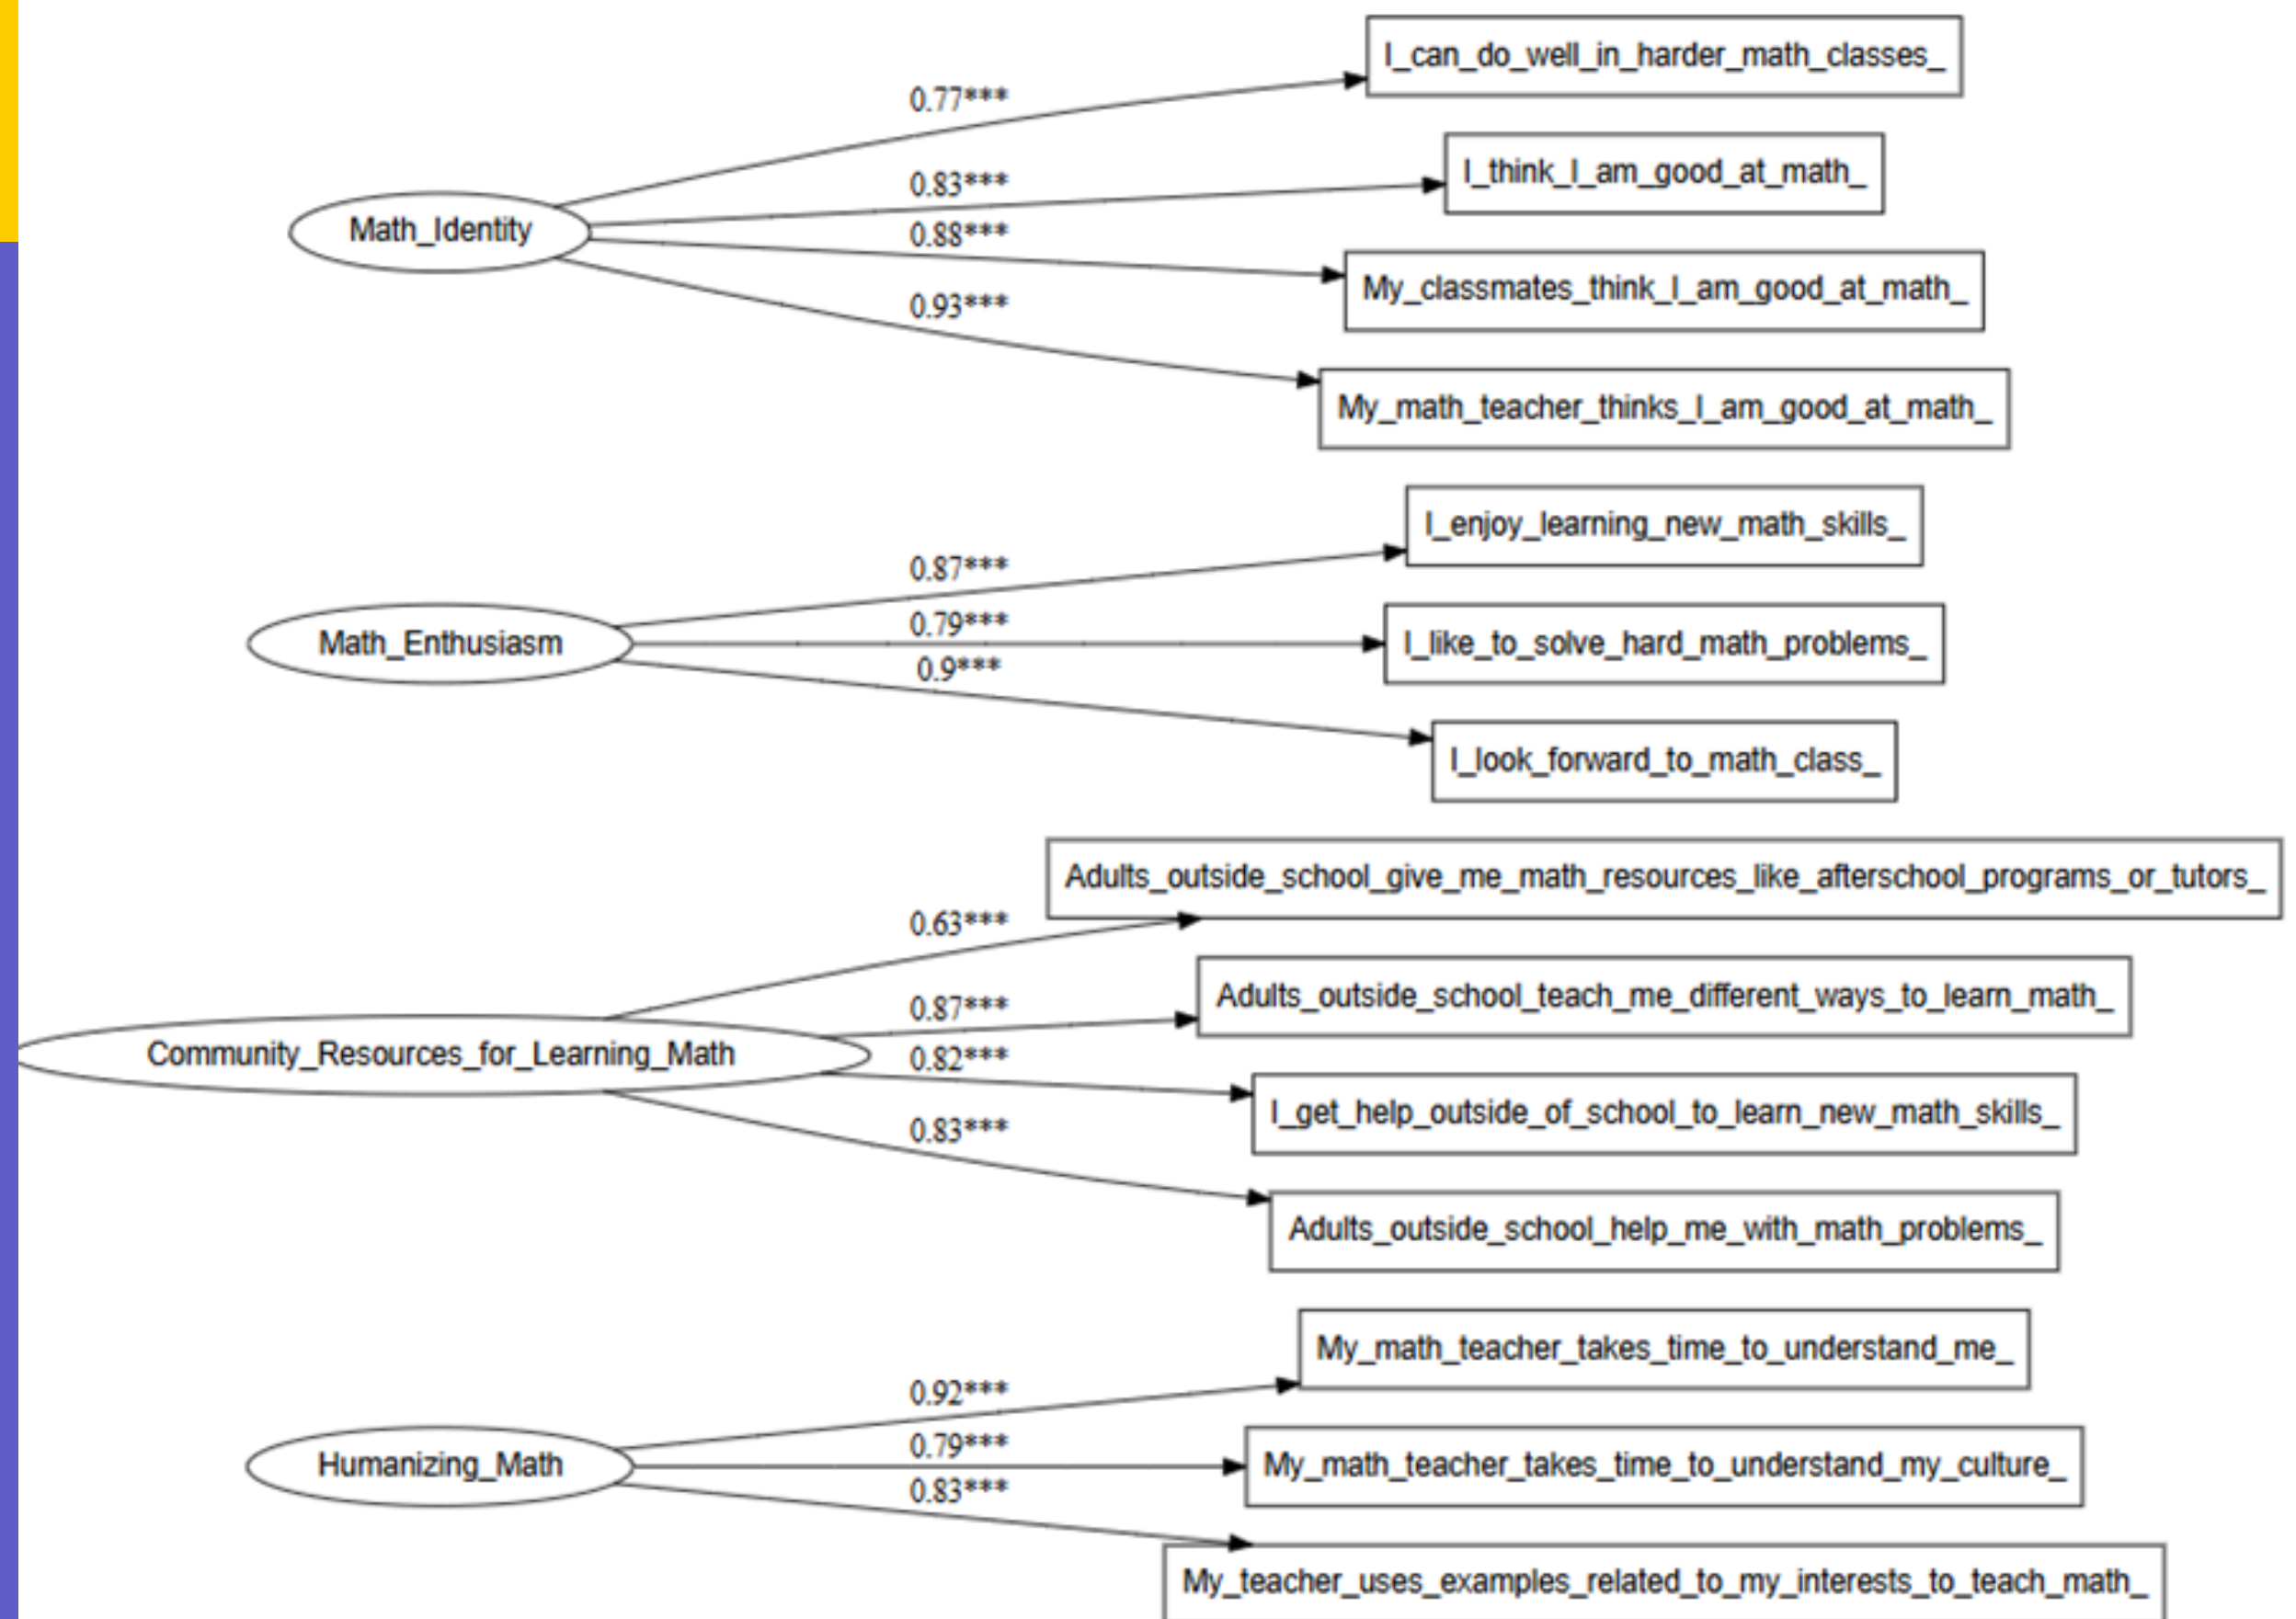 I_can_do_well_in_harder_math_classes_
0.77***
I_think_I_am_good_at_math_
0.83***
Math_Identity
0.88***
My_classmates_think_I_am_good_at_math_
0.93***
My_math_teacher_thinks_I_am_good_at_math_
I_enjoy_learning_new_math_skills_
0.87***
Math_Enthusiasm
0.79***
I_like_to_solve_hard_math_problems_
0.9***
I_look_forward_to_math_class_
Adults_outside_school_give_me_math_resources_like_afterschool_programs_or_tutors_
0.63***
Adults_outside_school_teach_me_different_ways_to_learn_math_
0.87***
Community_Resources_for_Learning_Math
0.82***
I_get_help_outside_of_school_to_learn_new_math_skills_
0.83***
Adults_outside_school_help_me_with_math_problems_
My_math_teacher_takes_time_to_understand_me_
0.92***
Humanizing_Math
0.79***
My_math_teacher_takes_time_to_understand_my_culture_
0.83***
My_teacher_uses_examples_related_to_my_interests_to_teach_math_